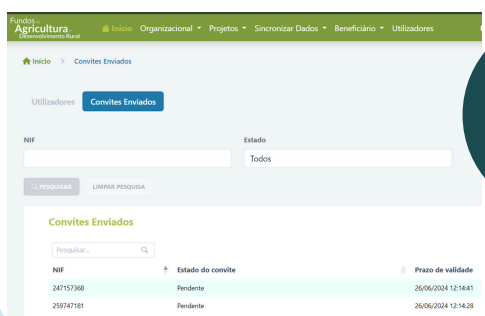 Fundos da
Agricultura e
Desenvolvimento Rural
Início Organizacional Projetos Sincronizar Dados Beneficiário Utilizadores
Início > Convites Enviados
Utilizadores Convites Enviados
NIF Estado
Todos
PESQUISAR LIMPAR PESQUISA
Convites Enviados
Pesquisar...
NIF Estado do convite Prazo de validade
247157368 Pendente 26/06/2024 12:14:41
259747181 Pendente 26/06/2024 12:14:28